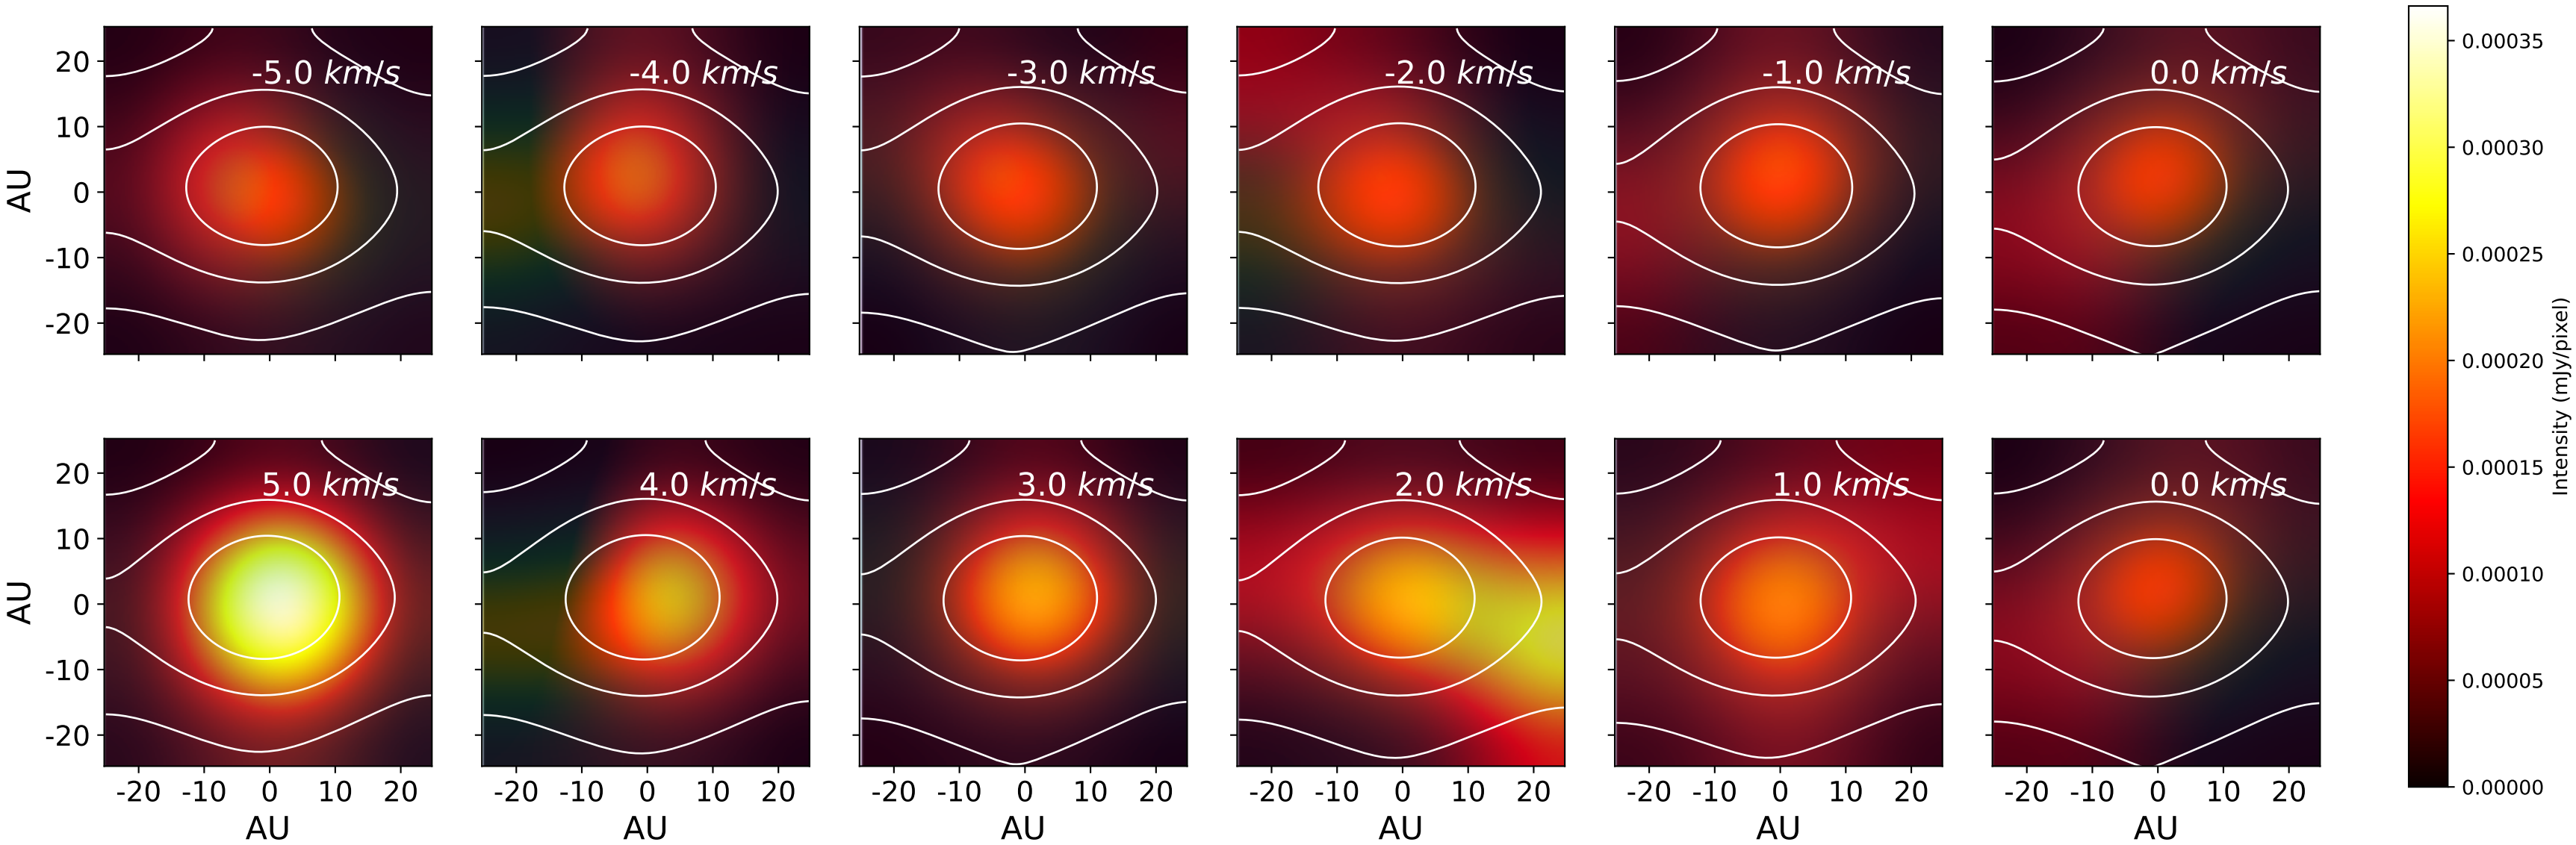 -5.0 km/s
-4.0 km/s
-3.0 km/s
-2.0 km/s
-1.0 km/s
0.0 km/s
AU
20
10
0
-10
-20
5.0 km/s
4.0 km/s
3.0 km/s
2.0 km/s
1.0 km/s
0.0 km/s
AU
20
10
0
-10
-20
-20 -10 0 10 20
-20 -10 0 10 20
-20 -10 0 10 20
-20 -10 0 10 20
-20 -10 0 10 20
-20 -10 0 10 20
AU
AU
AU
AU
AU
AU
0.00035
0.00030
0.00025
0.00020
0.00015
0.00010
0.00005
0.00000
Intensity (mJy/pixel)